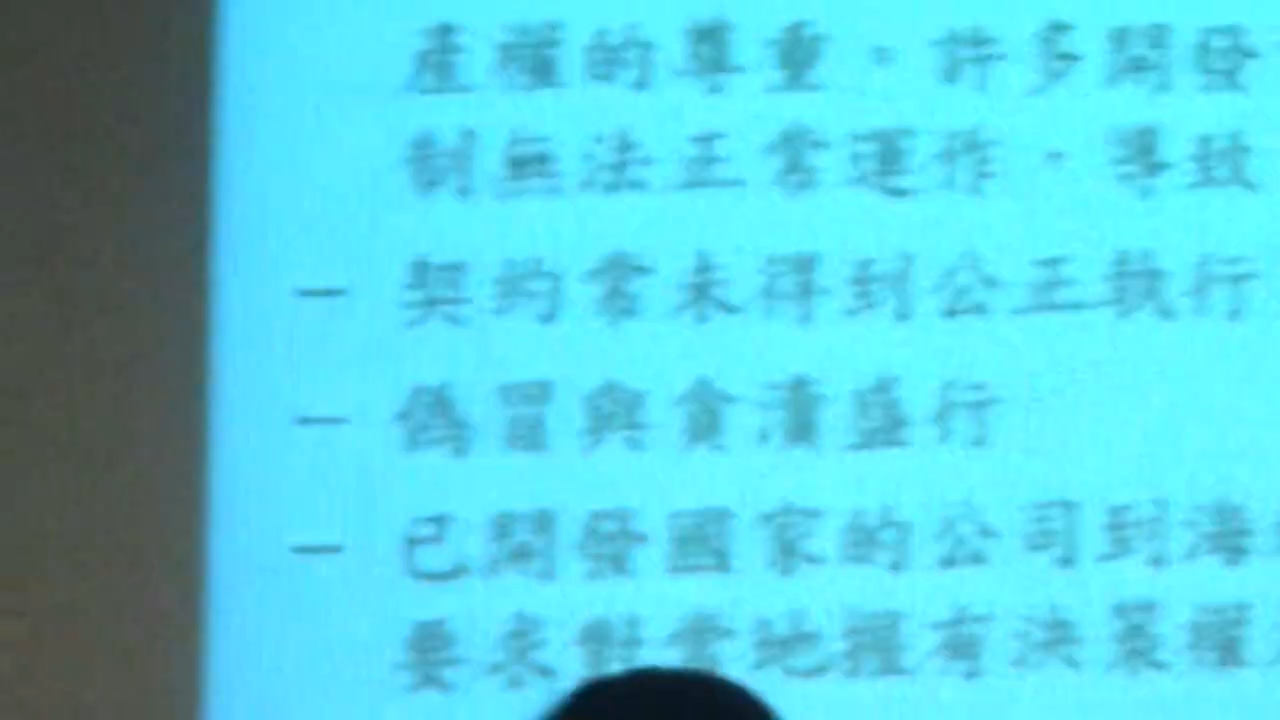 產權的尊重,許多開發
制無法正常運作,導致
— 契約常未得到公正執行
— 偽冒與貪瀆盛行
— 已開發國家的公司到海
要求對當地擁有決策權